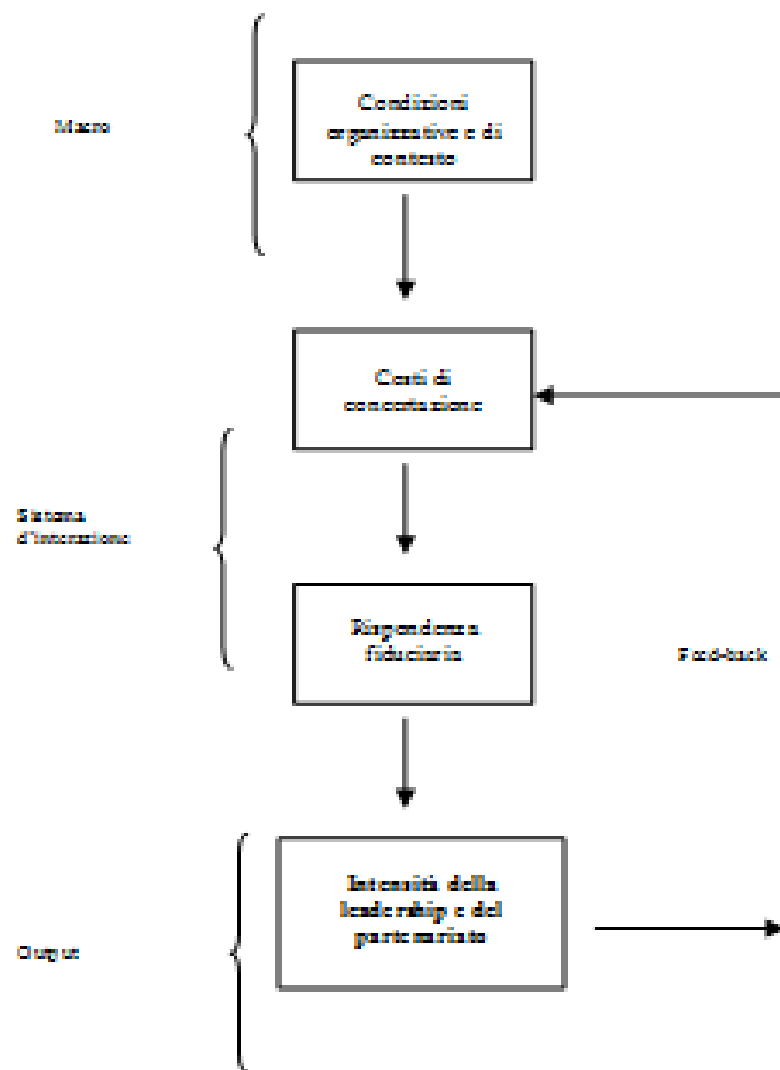 Condizioni
organizzative e di
contesto
Macro
Costi di
concertazione
Sistema
d'interazione
Rispondenza
fiduciaria
Feed-back
Intensità della
leadership e del
partenariato
Output